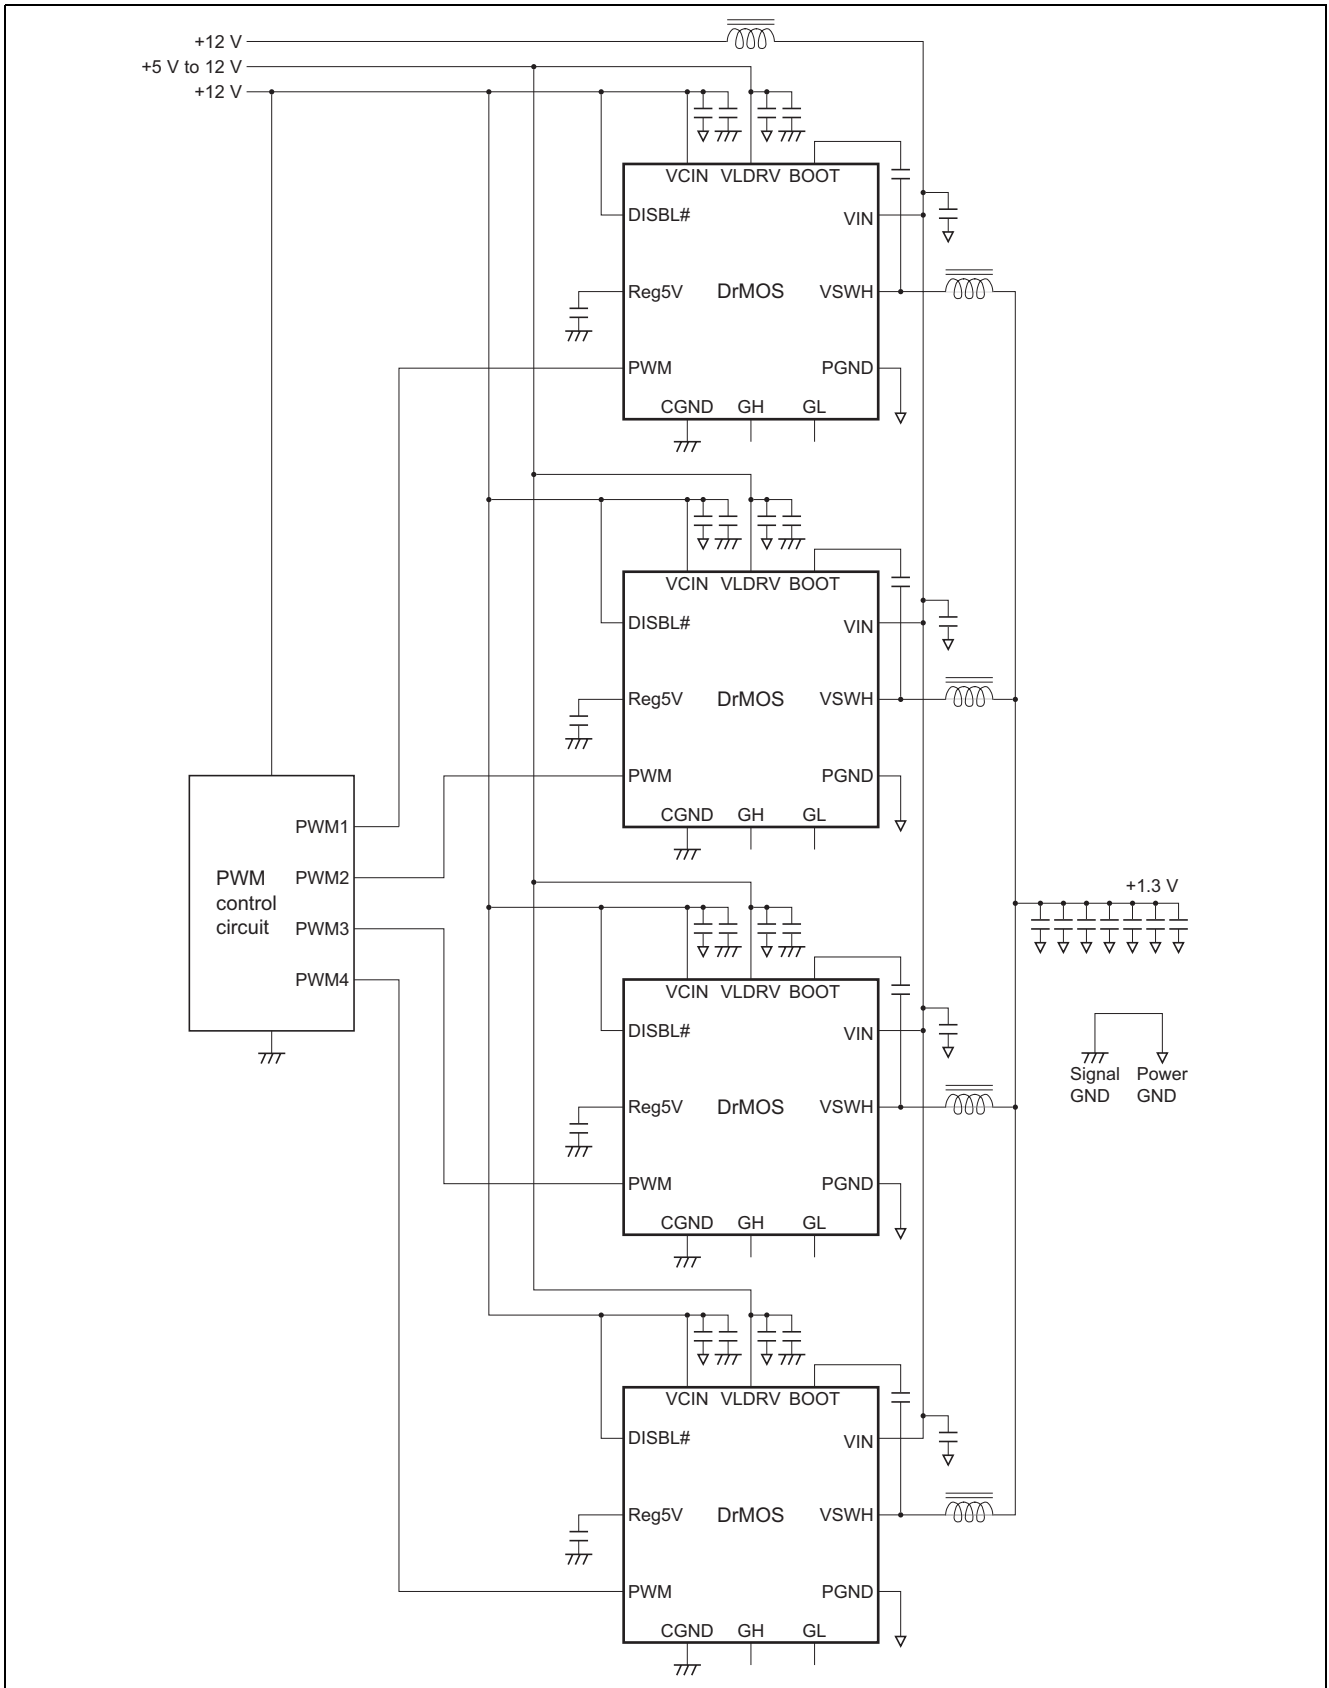 +12 V
+5 V to 12 V
+12 V
VCIN VLDRV BOOT
DISBL# VIN
Reg5V DrMOS VSWH
PWM PGND
CGND GH GL
VCIN VLDRV BOOT
DISBL# VIN
Reg5V DrMOS VSWH
PWM PGND
CGND GH GL
PWM1
PWM2
PWM3
PWM4
PWM
control
circuit
+1.3 V
VCIN VLDRV BOOT
DISBL# VIN
Reg5V DrMOS VSWH
PWM PGND
CGND GH GL
Signal
GND
Power
GND
VCIN VLDRV BOOT
DISBL# VIN
Reg5V DrMOS VSWH
PWM PGND
CGND GH GL